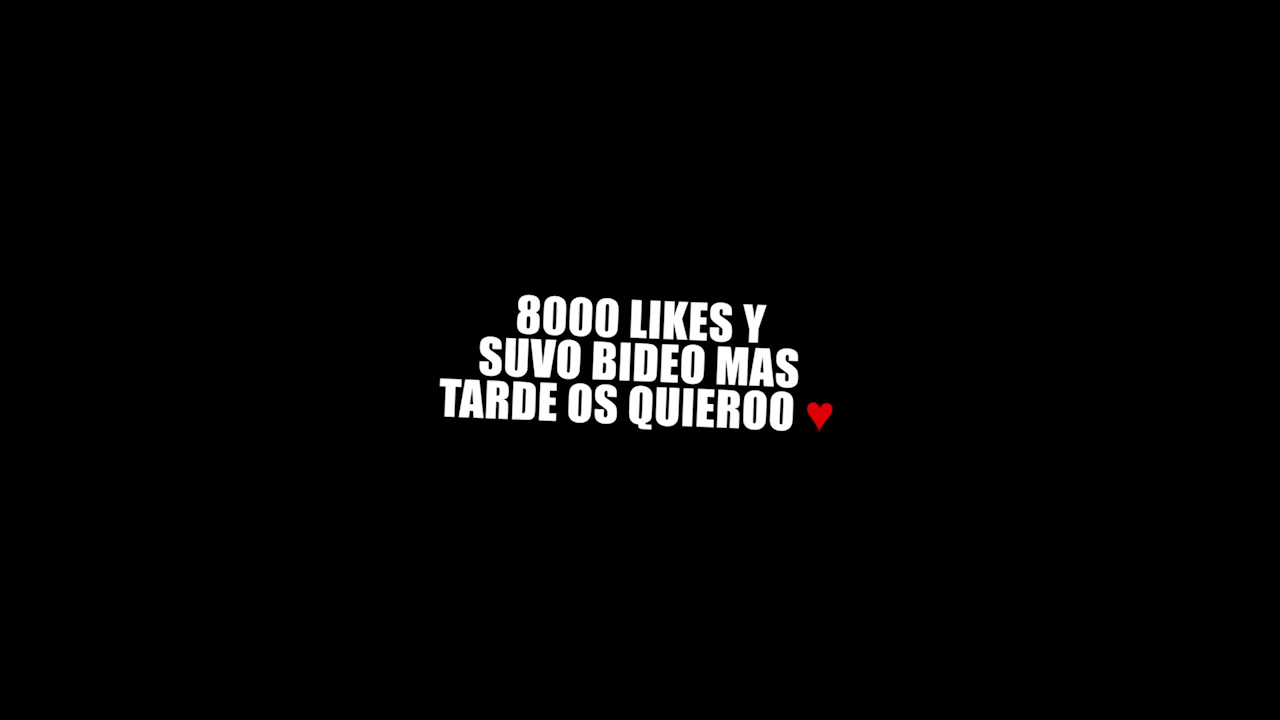 8000 LIKES Y
SUVO BIDEO MAS
TARDE OS QUIEROO ♥